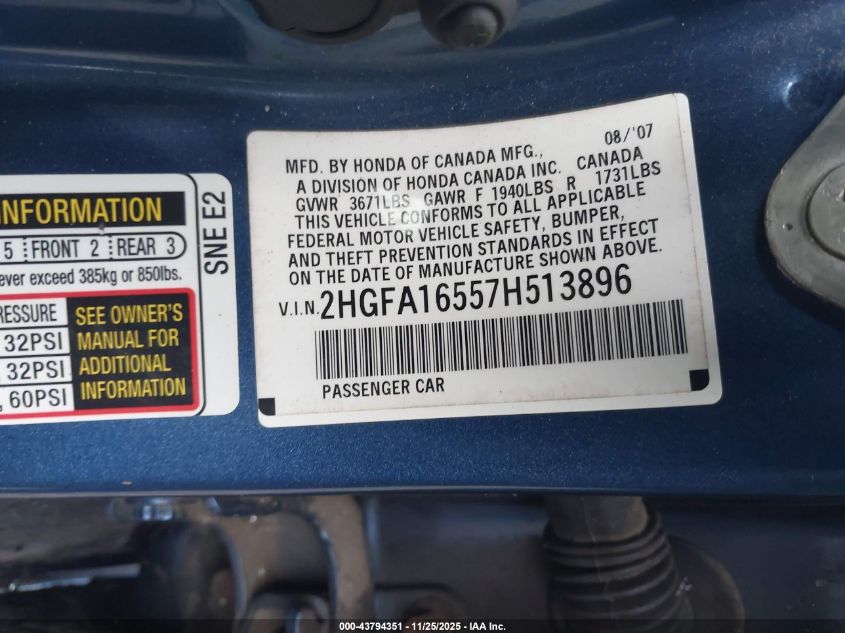 INFORMATION
5 FRONT 2 REAR 3
ever exceed 385kg or 850lbs.
RESSURE
32PSI
, 32PSI
, 60PSI
SEE OWNER'S
MANUAL FOR
ADDITIONAL
INFORMATION
SNE E2
08/'07
MFD. BY HONDA OF CANADA MFG.,
A DIVISION OF HONDA CANADA INC. CANADA
GVWR 3671LBS GAWR F 1940LBS R 1731LBS
THIS VEHICLE CONFORMS TO ALL APPLICABLE
FEDERAL MOTOR VEHICLE SAFETY, BUMPER,
AND THEFT PREVENTION STANDARDS IN EFFECT
ON THE DATE OF MANUFACTURE SHOWN ABOVE.
V.I.N. 2HGFA16557H513896
PASSENGER CAR
000-43794351 - 11/25/2025 - IAA Inc.